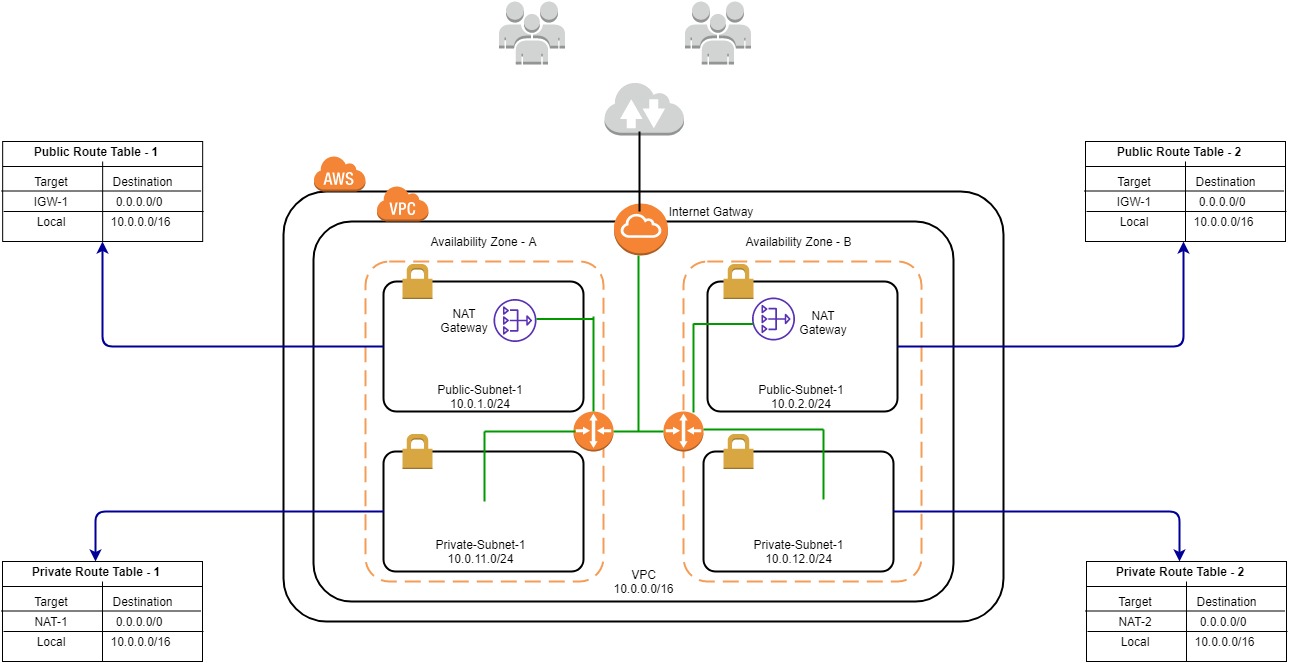 Public Route Table - 1
Target Destination
IGW-1 0.0.0.0/0
Local 10.0.0.0/16
Public Route Table - 2
Target Destination
IGW-1 0.0.0.0/0
Local 10.0.0.0/16
AWS
VPC
Internet Gatway
Availability Zone - A
Availability Zone - B
NAT
Gateway
NAT
Gateway
Public-Subnet-1
10.0.1.0/24
Public-Subnet-1
10.0.2.0/24
Private-Subnet-1
10.0.11.0/24
Private-Subnet-1
10.0.12.0/24
VPC
10.0.0.0/16
Private Route Table - 1
Target Destination
NAT-1 0.0.0.0/0
Local 10.0.0.0/16
Private Route Table - 2
Target Destination
NAT-2 0.0.0.0/0
Local 10.0.0.0/16